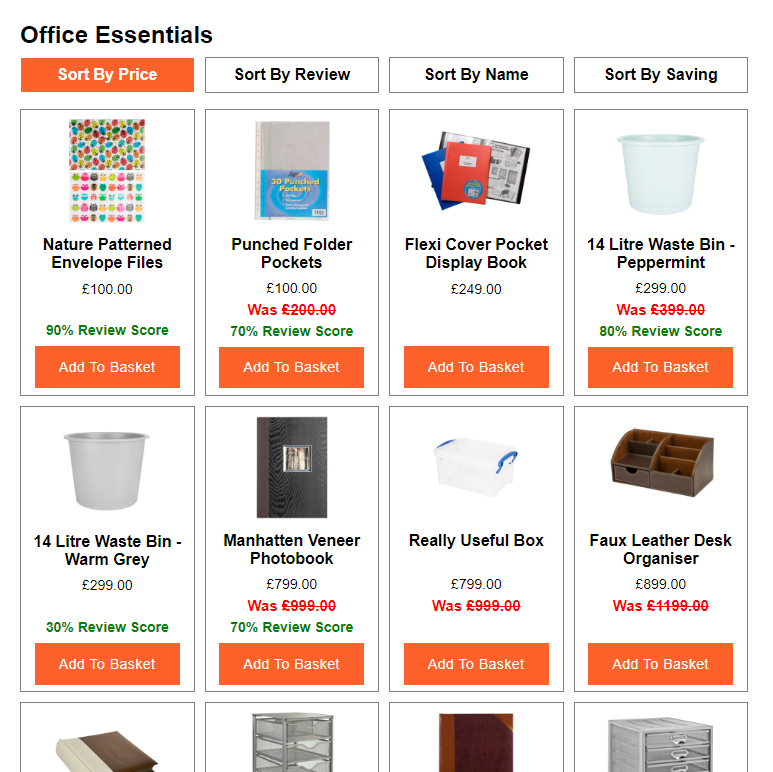 Office Essentials
Sort By Price
Sort By Review
Sort By Name
Sort By Saving
30 Punched
Pockets
Nature Patterned
Envelope Files
£100.00
90% Review Score
Add To Basket
Punched Folder
Pockets
£100.00
Was £200.00
70% Review Score
Add To Basket
Flexi Cover Pocket
Display Book
£249.00
Add To Basket
14 Litre Waste Bin -
Peppermint
£299.00
Was £399.00
80% Review Score
Add To Basket
14 Litre Waste Bin -
Warm Grey
£299.00
30% Review Score
Add To Basket
Manhatten Veneer
Photobook
£799.00
Was £999.00
70% Review Score
Add To Basket
Really Useful Box
£799.00
Was £999.00
Add To Basket
Faux Leather Desk
Organiser
£899.00
Was £1199.00
Add To Basket